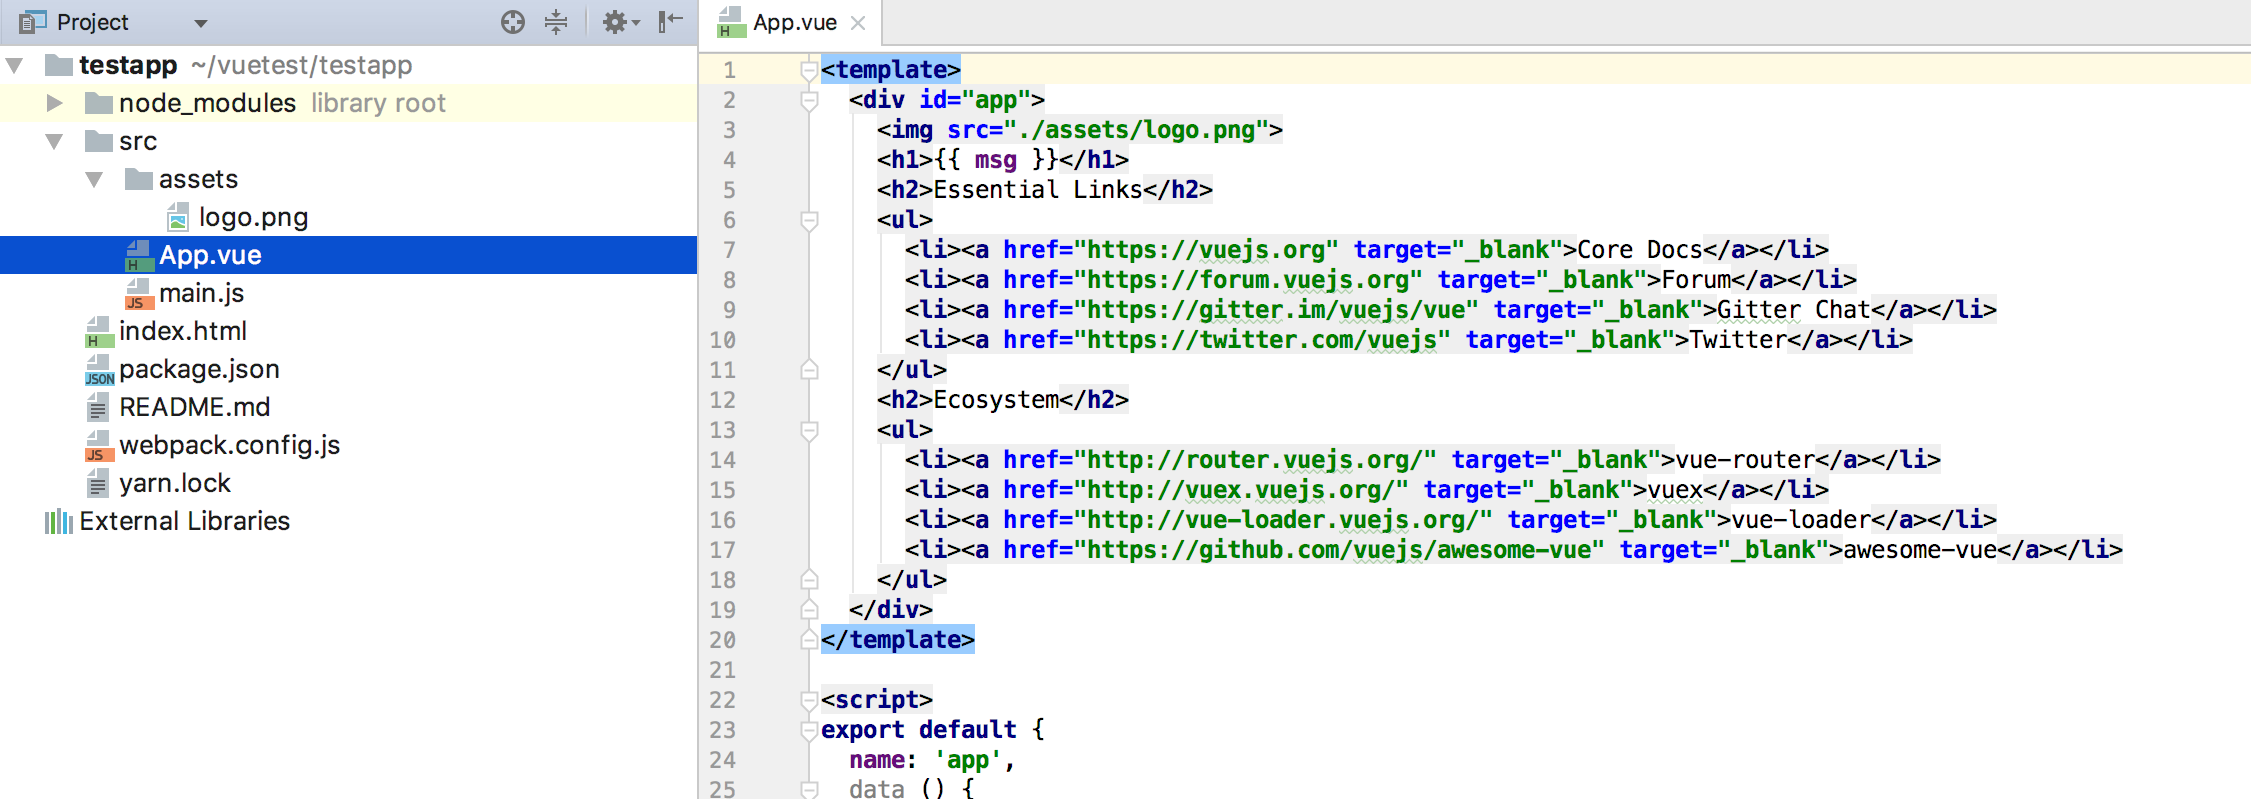 Project
testapp ~/vuetest/testapp
node_modules library root
src
assets
logo.png
App.vue
main.js
index.html
package.json
README.md
webpack.config.js
yarn.lock
External Libraries
App.vue
1 <template>
2 <div id="app">
3 <img src="./assets/logo.png">
4 <h1>{{ msg }}</h1>
5 <h2>Essential Links</h2>
6 <ul>
7 <li><a href="https://vuejs.org" target="_blank">Core Docs</a></li>
8 <li><a href="https://forum.vuejs.org" target="_blank">Forum</a></li>
9 <li><a href="https://gitter.im/vuejs/vue" target="_blank">Gitter Chat</a></li>
10 <li><a href="https://twitter.com/vuejs" target="_blank">Twitter</a></li>
11 </ul>
12 <h2>Ecosystem</h2>
13 <ul>
14 <li><a href="http://router.vuejs.org/" target="_blank">vue-router</a></li>
15 <li><a href="http://vuex.vuejs.org/" target="_blank">vuex</a></li>
16 <li><a href="http://vue-loader.vuejs.org/" target="_blank">vue-loader</a></li>
17 <li><a href="https://github.com/vuejs/awesome-vue" target="_blank">awesome-vue</a></li>
18 </ul>
19 </div>
20 </template>
21
22 <script>
23 export default {
24 name: 'app',
25 data () {